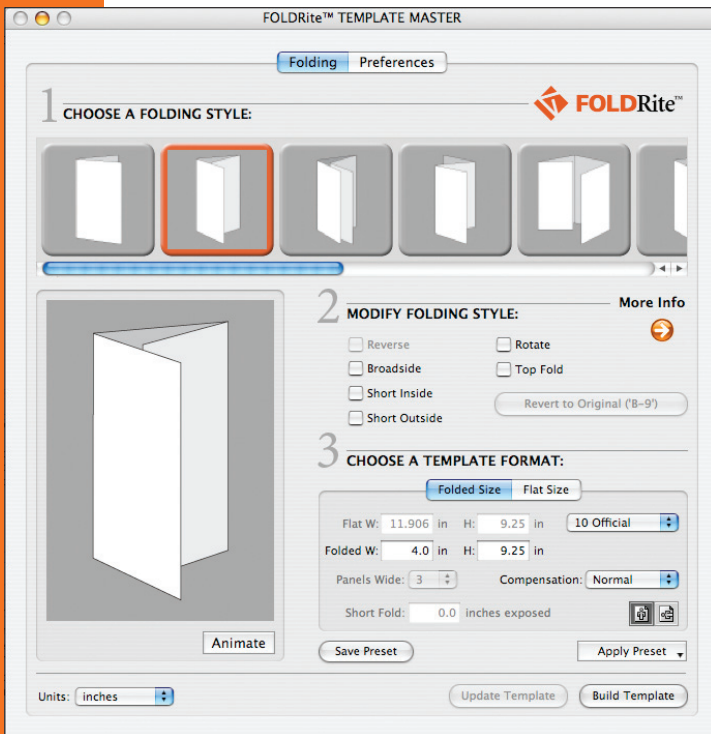 FOLDRite™ TEMPLATE MASTER
Folding Preferences
1 CHOOSE A FOLDING STYLE:
FOLDRite™
2 MODIFY FOLDING STYLE:
More Info
Reverse
Rotate
Broadside
Top Fold
Short Inside
Revert to Original ('B-9')
Short Outside
3 CHOOSE A TEMPLATE FORMAT:
Folded Size Flat Size
Flat W: 11.906 in H: 9.25 in 10 Official
Folded W: 4.0 in H: 9.25 in
Panels Wide: 3 Compensation: Normal
Short Fold: 0.0 inches exposed
Animate
Save Preset Apply Preset
Units: inches Update Template Build Template